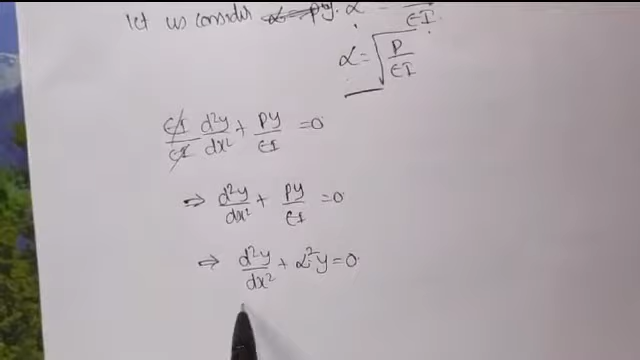 let us consider α² = P/EI
α = √(P/EI)
EI/EI d²y/dx² + Py/EI = 0
⇒ d²y/dx² + Py/EI = 0
⇒ d²y/dx² + α²y = 0